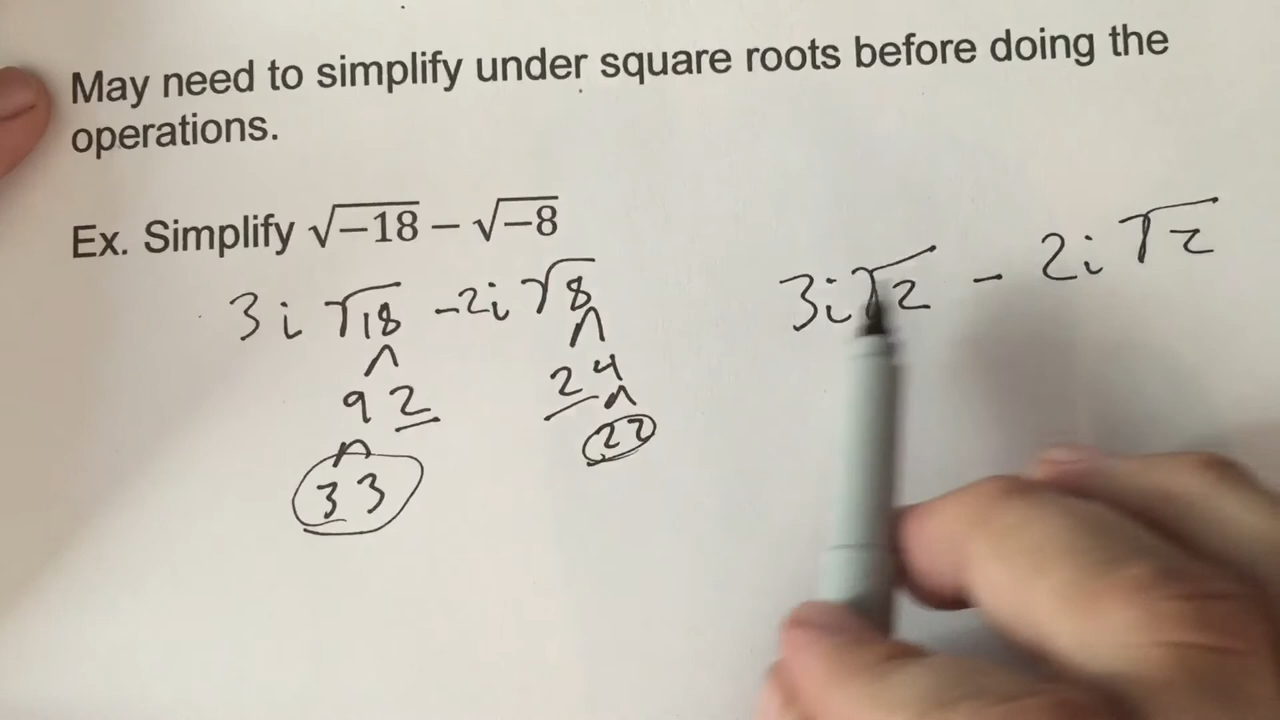 May need to simplify under square roots before doing the
operations.
Ex. Simplify √−18 − √−8
3i√18 -2i√8
3i√2 - 2i√2
9 2
2 4
2 2
3 3